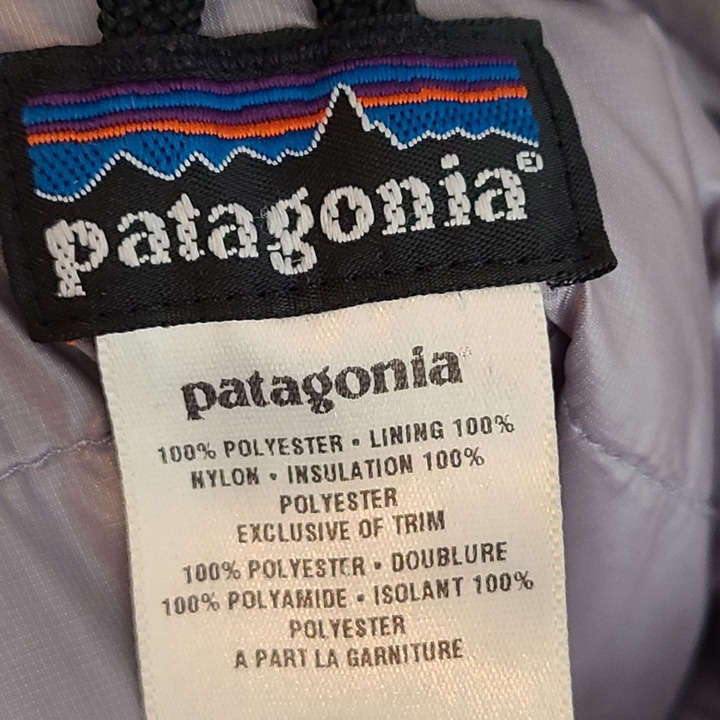 patagonia®
patagonia®
100% POLYESTER • LINING 100%
NYLON • INSULATION 100%
POLYESTER
EXCLUSIVE OF TRIM
100% POLYESTER • DOUBLURE
100% POLYAMIDE • ISOLANT 100%
POLYESTER
A PART LA GARNITURE